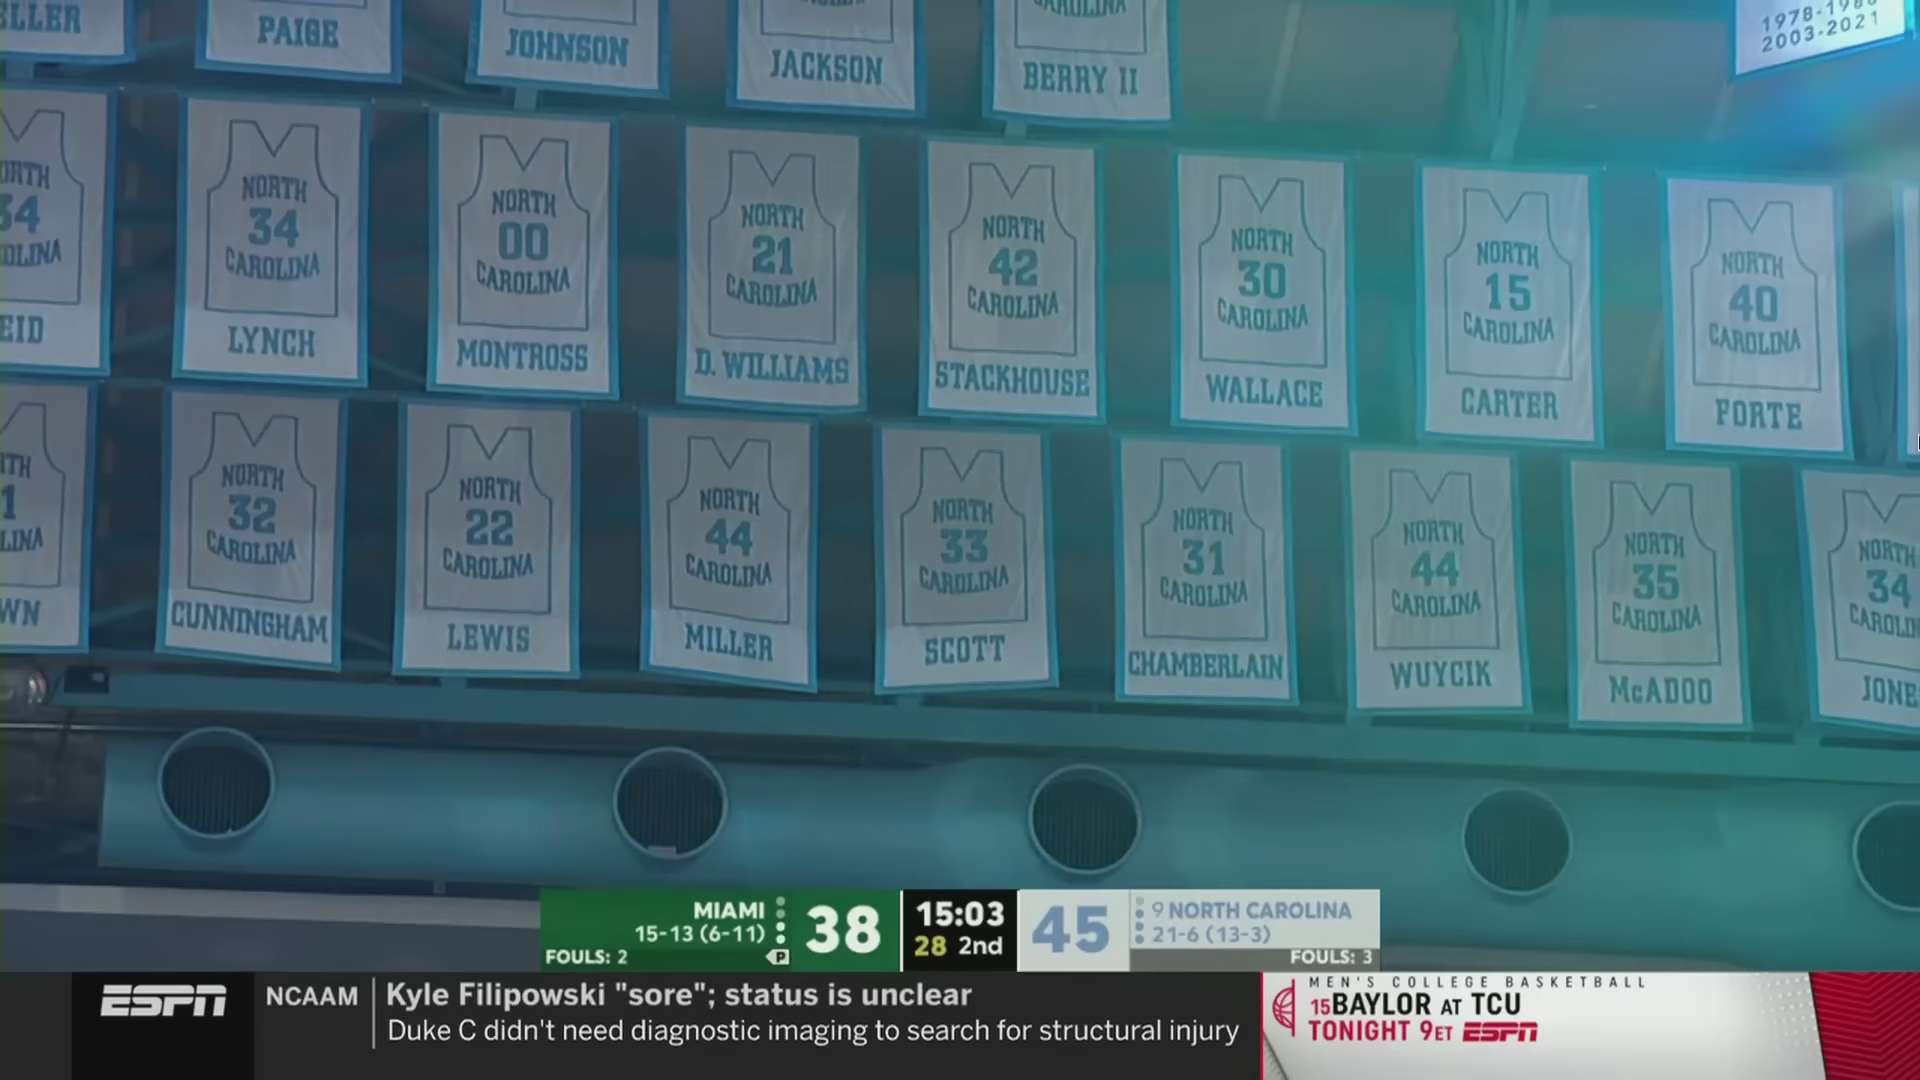 PAIGE
JOHNSON
JACKSON
CAROLINA
BERRY II
1978-1986
2003-2021
NORTH
34
CAROLINA
LYNCH
NORTH
00
CAROLINA
MONTROSS
NORTH
21
CAROLINA
D. WILLIAMS
NORTH
42
CAROLINA
STACKHOUSE
NORTH
30
CAROLINA
WALLACE
NORTH
15
CAROLINA
CARTER
NORTH
40
CAROLINA
FORTE
NORTH
32
CAROLINA
CUNNINGHAM
NORTH
22
CAROLINA
LEWIS
NORTH
44
CAROLINA
MILLER
NORTH
33
CAROLINA
SCOTT
NORTH
31
CAROLINA
CHAMBERLAIN
NORTH
44
CAROLINA
WUYCIK
NORTH
35
CAROLINA
McADOO
NORTH
34
MIAMI
15-13 (6-11)
FOULS: 2
P
38
15:03
28 2nd
45
9 NORTH CAROLINA
21-6 (13-3)
FOULS: 3
ESPN
NCAAM
Kyle Filipowski "sore"; status is unclear
Duke C didn't need diagnostic imaging to search for structural injury
MEN'S COLLEGE BASKETBALL
15 BAYLOR AT TCU
TONIGHT 9ET ESPN